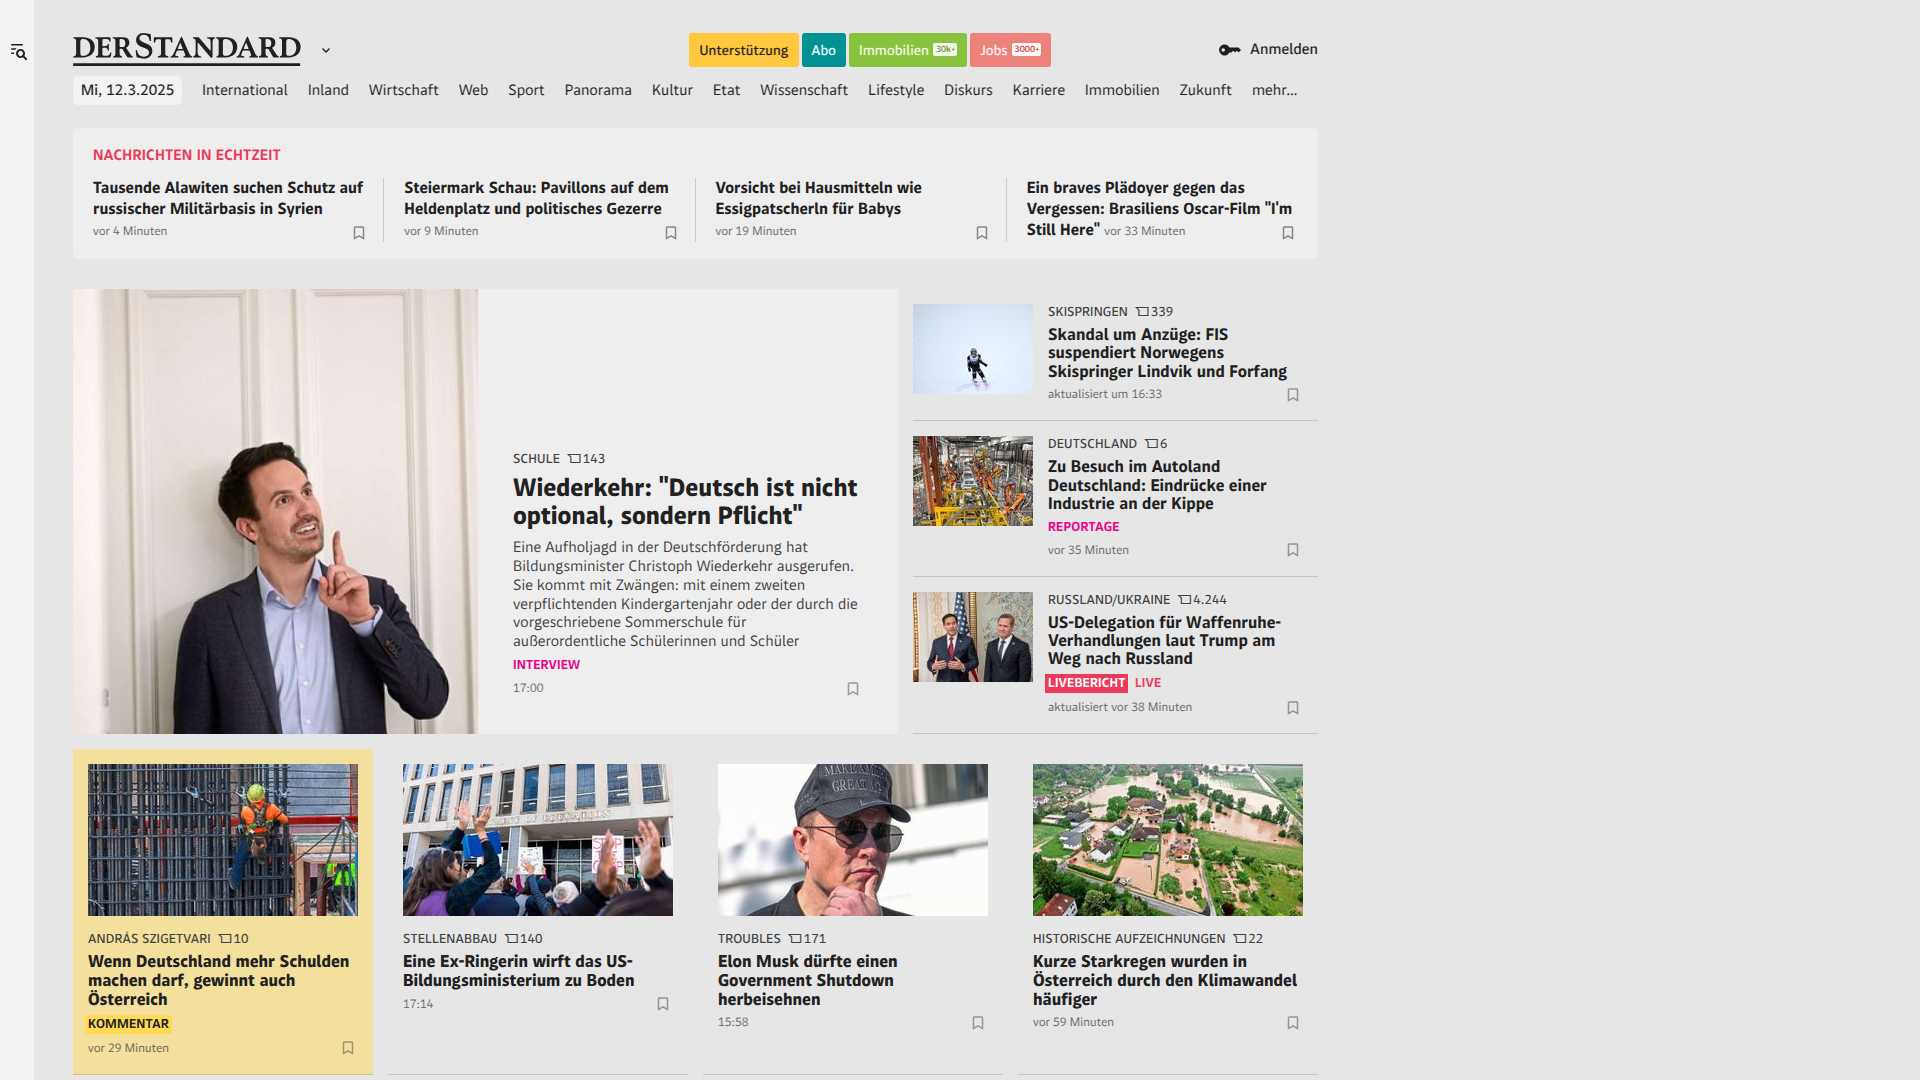 DERSTANDARD
Unterstützung
Abo
Immobilien 30k+
Jobs 3000+
Anmelden
Mi, 12.3.2025
International
Inland
Wirtschaft
Web
Sport
Panorama
Kultur
Etat
Wissenschaft
Lifestyle
Diskurs
Karriere
Immobilien
Zukunft
mehr...
NACHRICHTEN IN ECHTZEIT
Tausende Alawiten suchen Schutz auf
russischer Militärbasis in Syrien
vor 4 Minuten
Steiermark Schau: Pavillons auf dem
Heldenplatz und politisches Gezerre
vor 9 Minuten
Vorsicht bei Hausmitteln wie
Essigpatscherln für Babys
vor 19 Minuten
Ein braves Plädoyer gegen das
Vergessen: Brasiliens Oscar-Film "I'm
Still Here" vor 33 Minuten
SCHULE 143
Wiederkehr: "Deutsch ist nicht
optional, sondern Pflicht"
Eine Aufholjagd in der Deutschförderung hat
Bildungsminister Christoph Wiederkehr ausgerufen.
Sie kommt mit Zwängen: mit einem zweiten
verpflichtenden Kindergartenjahr oder der durch die
vorgeschriebene Sommerschule für
außerordentliche Schülerinnen und Schüler
INTERVIEW
17:00
SKISPRINGEN 339
Skandal um Anzüge: FIS
suspendiert Norwegens
Skispringer Lindvik und Forfang
aktualisiert um 16:33
DEUTSCHLAND 6
Zu Besuch im Autoland
Deutschland: Eindrücke einer
Industrie an der Kippe
REPORTAGE
vor 35 Minuten
RUSSLAND/UKRAINE 4.244
US-Delegation für Waffenruhe-
Verhandlungen laut Trump am
Weg nach Russland
LIVEBERICHT LIVE
aktualisiert vor 38 Minuten
ANDRÁS SZIGETVARI 10
Wenn Deutschland mehr Schulden
machen darf, gewinnt auch
Österreich
KOMMENTAR
vor 29 Minuten
STELLENABBAU 140
Eine Ex-Ringerin wirft das US-
Bildungsministerium zu Boden
17:14
TROUBLES 171
Elon Musk dürfte einen
Government Shutdown
herbeisehnen
15:58
HISTORISCHE AUFZEICHNUNGEN 22
Kurze Starkregen wurden in
Österreich durch den Klimawandel
häufiger
vor 59 Minuten